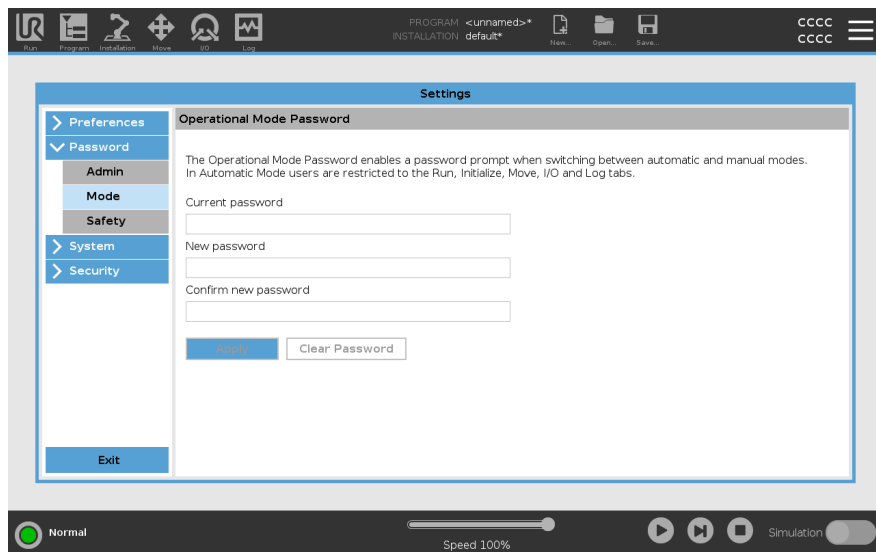 UR
Run
Program
Installation
Move
I/O
Log
PROGRAM <unnamed>*
INSTALLATION default*
New...
Open...
Save...
CCCC
CCCC
Settings
Preferences
Password
Admin
Mode
Safety
System
Security
Exit
Operational Mode Password
The Operational Mode Password enables a password prompt when switching between automatic and manual modes.
In Automatic Mode users are restricted to the Run, Initialize, Move, I/O and Log tabs.
Current password
New password
Confirm new password
Apply
Clear Password
Normal
Speed 100%
Simulation